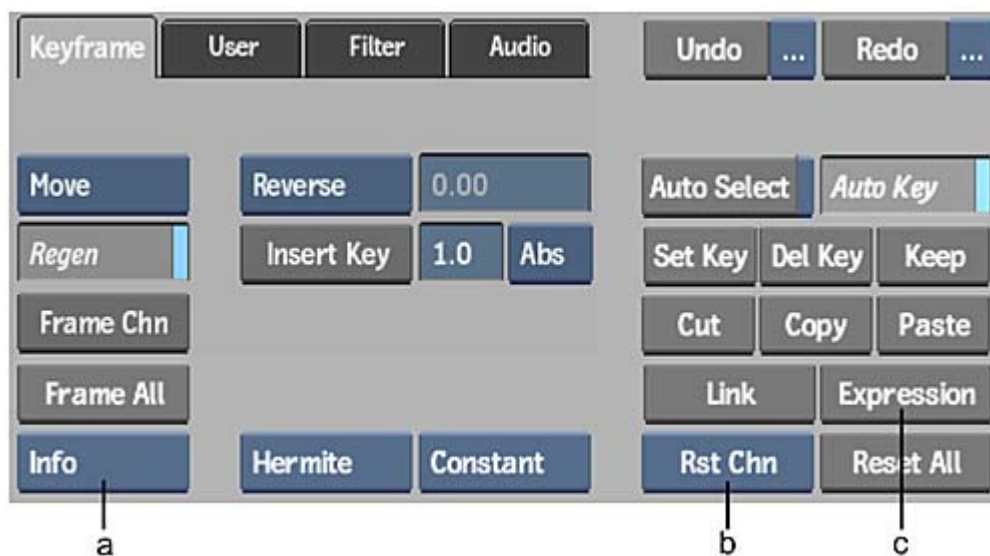 Keyframe User Filter Audio Undo ... Redo ...
Move Reverse 0.00 Auto Select Auto Key
Regen Insert Key 1.0 Abs Set Key Del Key Keep
Frame Chn Cut Copy Paste
Frame All Link Expression
Info Hermite Constant Rst Chn Reset All
a b c